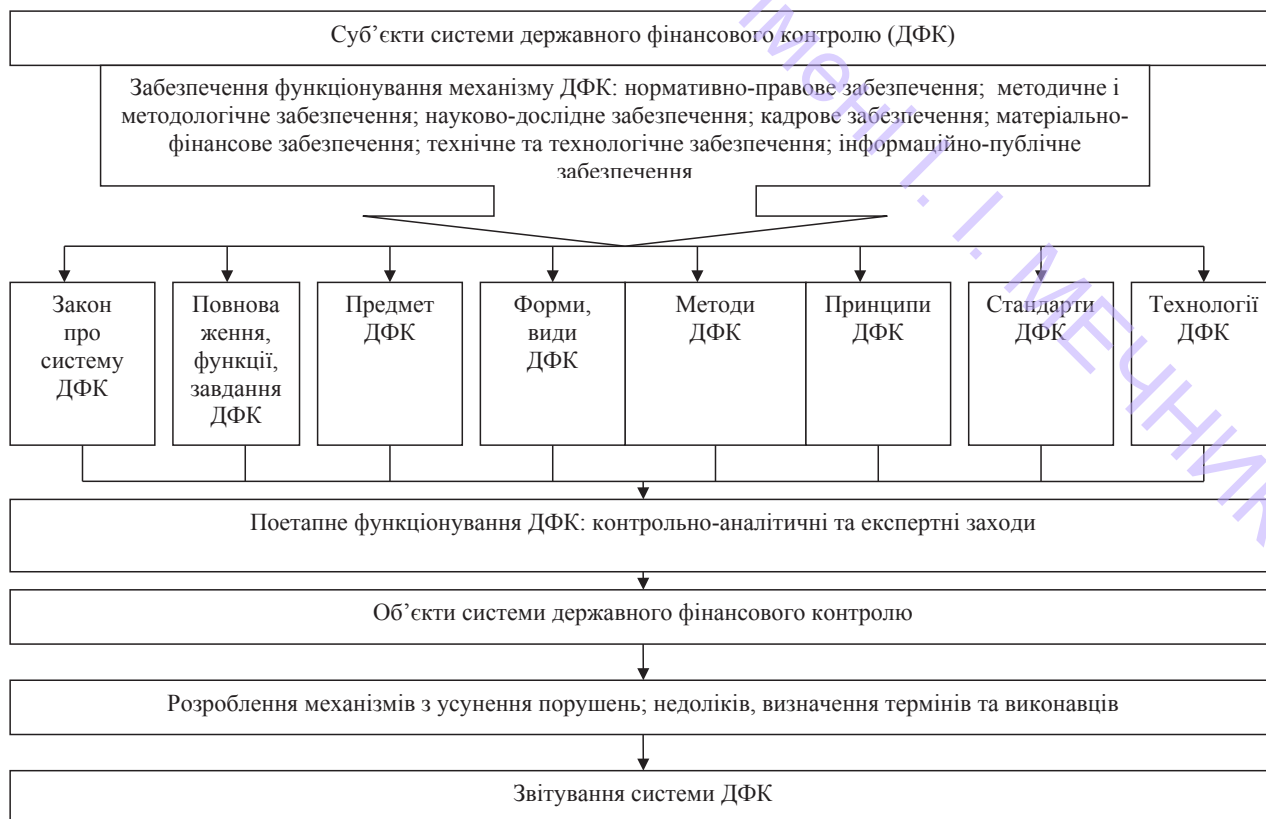 Суб’єкти системи державного фінансового контролю (ДФК)
Забезпечення функціонування механізму ДФК: нормативно-правове забезпечення; методичне і
методологічне забезпечення; науково-дослідне забезпечення; кадрове забезпечення; матеріально-
фінансове забезпечення; технічне та технологічне забезпечення; інформаційно-публічне
забезпечення
Закон
про
систему
ДФК
Повнова
ження,
функції,
завдання
ДФК
Предмет
ДФК
Форми,
види
ДФК
Методи
ДФК
Принципи
ДФК
Стандарти
ДФК
Технології
ДФК
Поетапне функціонування ДФК: контрольно-аналітичні та експертні заходи
Об’єкти системи державного фінансового контролю
Розроблення механізмів з усунення порушень; недоліків, визначення термінів та виконавців
Звітування системи ДФК
імені І. І. МЕЧНИК